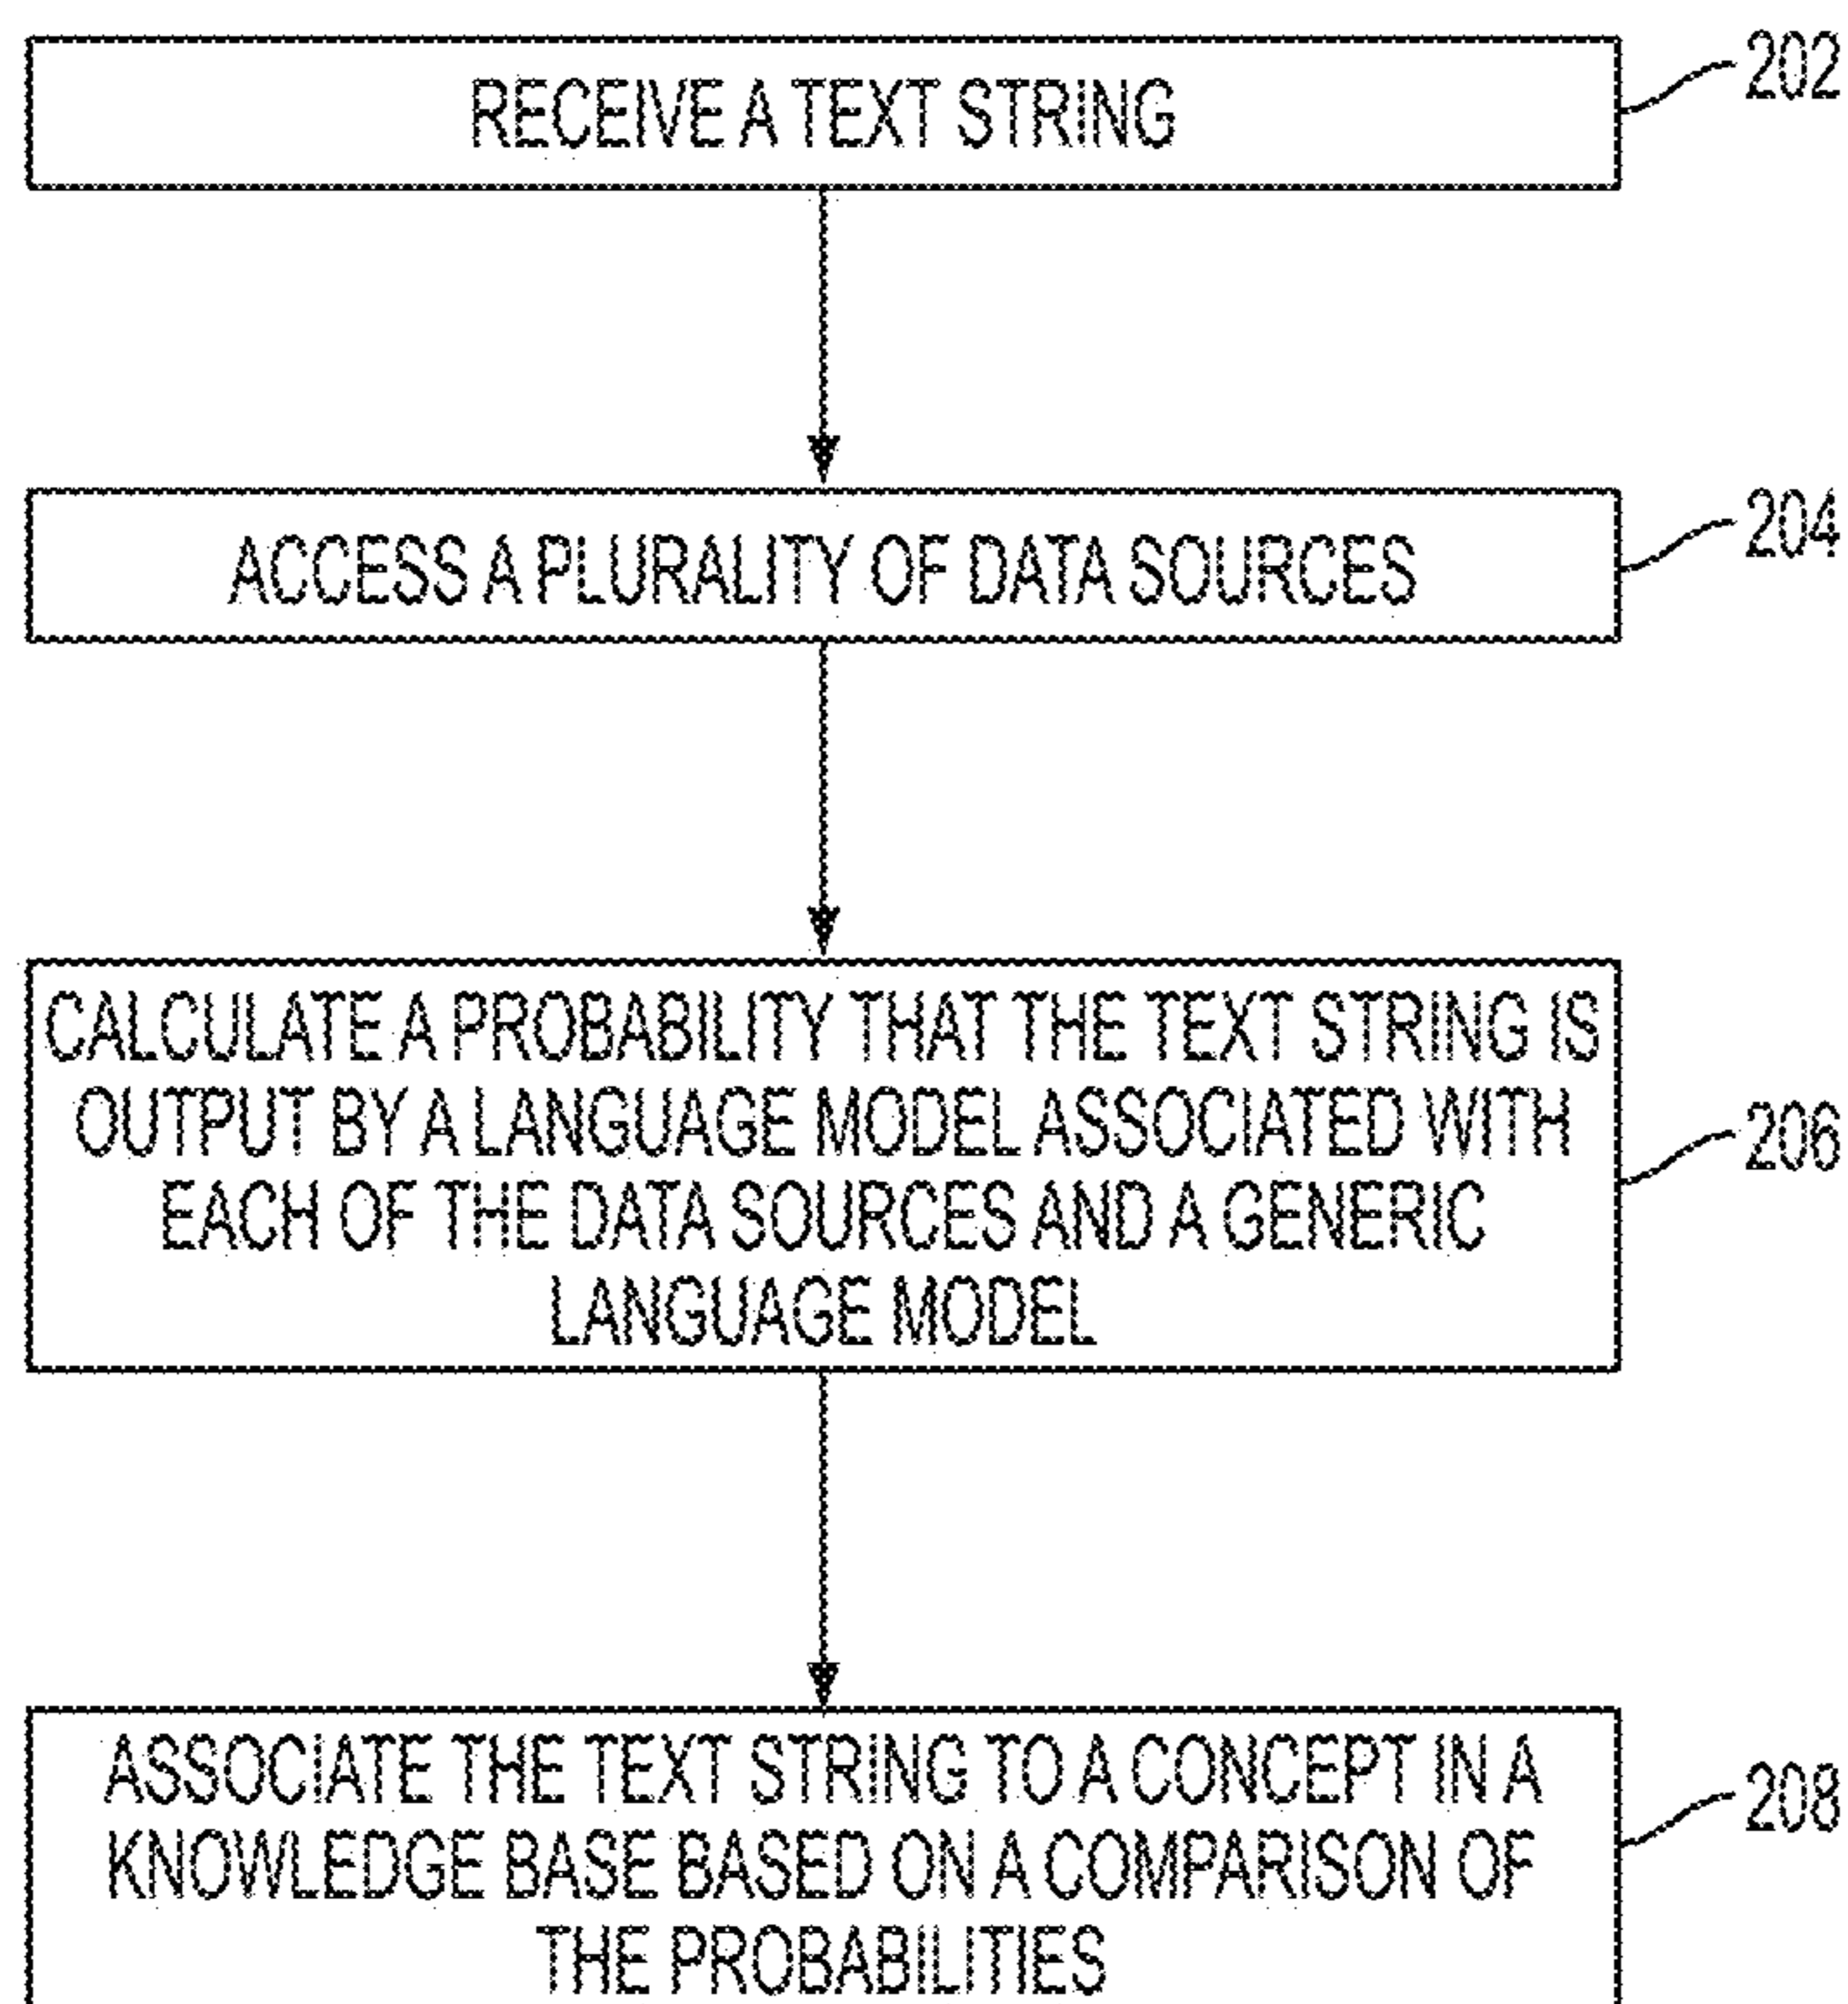 RECEIVE A TEXT STRING
202
ACCESS A PLURALITY OF DATA SOURCES
204
CALCULATE A PROBABILITY THAT THE TEXT STRING IS
OUTPUT BY A LANGUAGE MODEL ASSOCIATED WITH
EACH OF THE DATA SOURCES AND A GENERIC
LANGUAGE MODEL
206
ASSOCIATE THE TEXT STRING TO A CONCEPT IN A
KNOWLEDGE BASE BASED ON A COMPARISON OF
THE PROBABILITIES
208